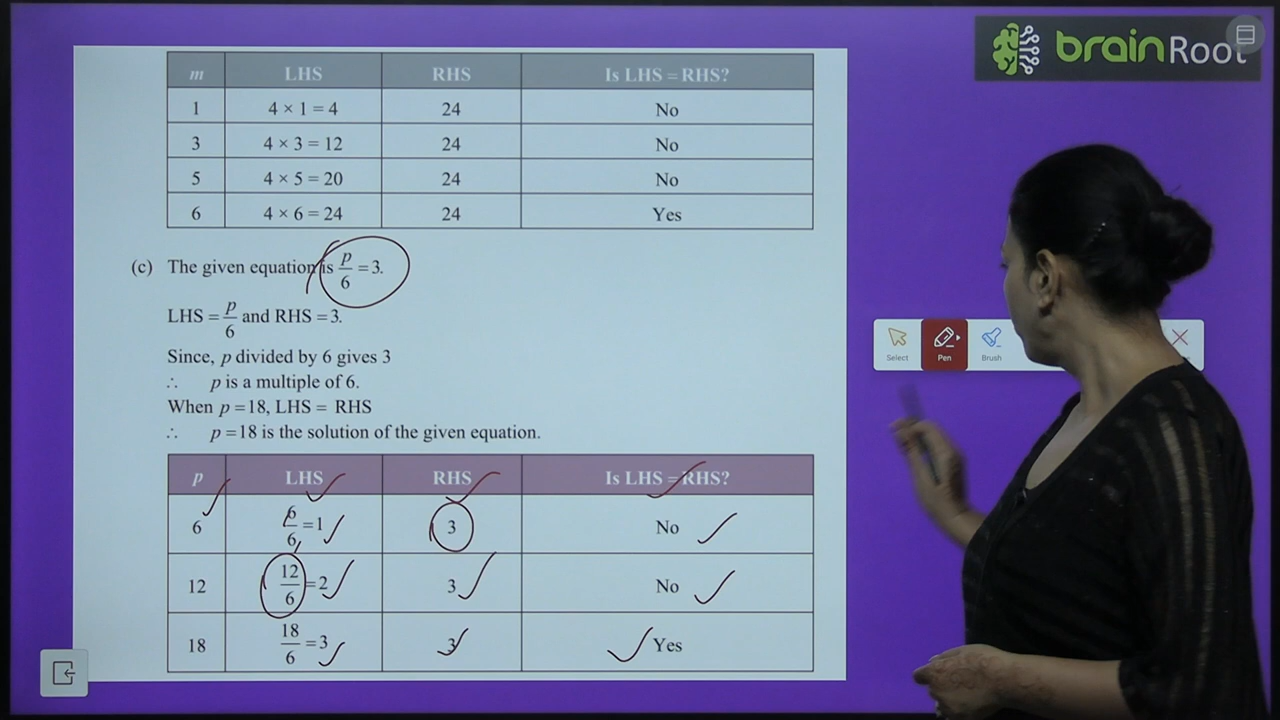 brainRoot
m LHS RHS Is LHS = RHS?
1 4 × 1 = 4 24 No
3 4 × 3 = 12 24 No
5 4 × 5 = 20 24 No
6 4 × 6 = 24 24 Yes
(c) The given equation is p/6 = 3.
LHS = p/6 and RHS = 3.
Since, p divided by 6 gives 3
∴ p is a multiple of 6.
When p = 18, LHS = RHS
∴ p = 18 is the solution of the given equation.
p LHS RHS Is LHS = RHS?
6 6/6 = 1 3 No
12 12/6 = 2 3 No
18 18/6 = 3 3 Yes
Select Pen Brush